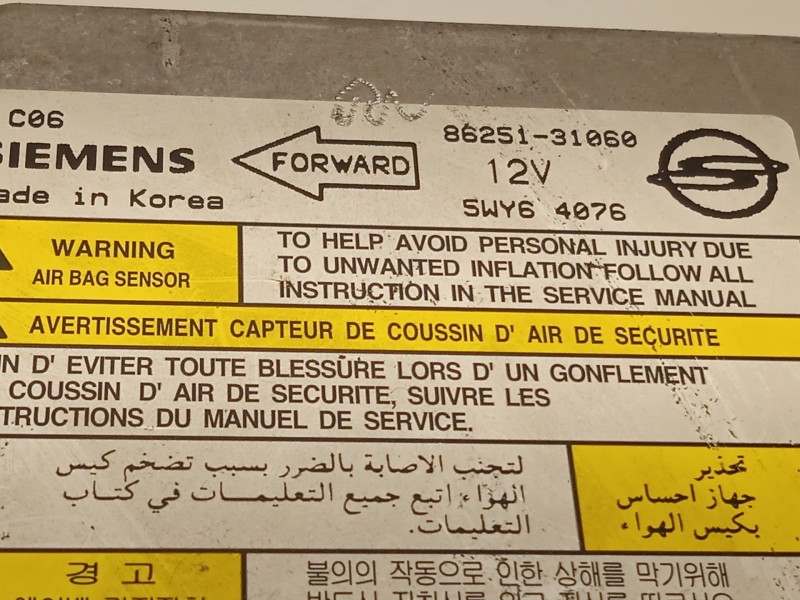 C06
SIEMENS
FORWARD
86251-31060
12V
ade in Korea
5WY6 4076
WARNING
AIR BAG SENSOR
TO HELP AVOID PERSONAL INJURY DUE
TO UNWANTED INFLATION FOLLOW ALL
INSTRUCTION IN THE SERVICE MANUAL
AVERTISSEMENT CAPTEUR DE COUSSIN D' AIR DE SECURITE
IN D' EVITER TOUTE BLESSURE LORS D' UN GONFLEMENT
COUSSIN D' AIR DE SECURITE, SUIVRE LES
TRUCTIONS DU MANUEL DE SERVICE.
تحذير
جهاز احساس
بكيس الهواء
لتجنب الاصابة بالضرر بسبب تضخم كيس
الهواء اتبع جميع التعليمات في كتاب
التعليمات.
경 고
불의의 작동으로 인한 상해를 막기위해